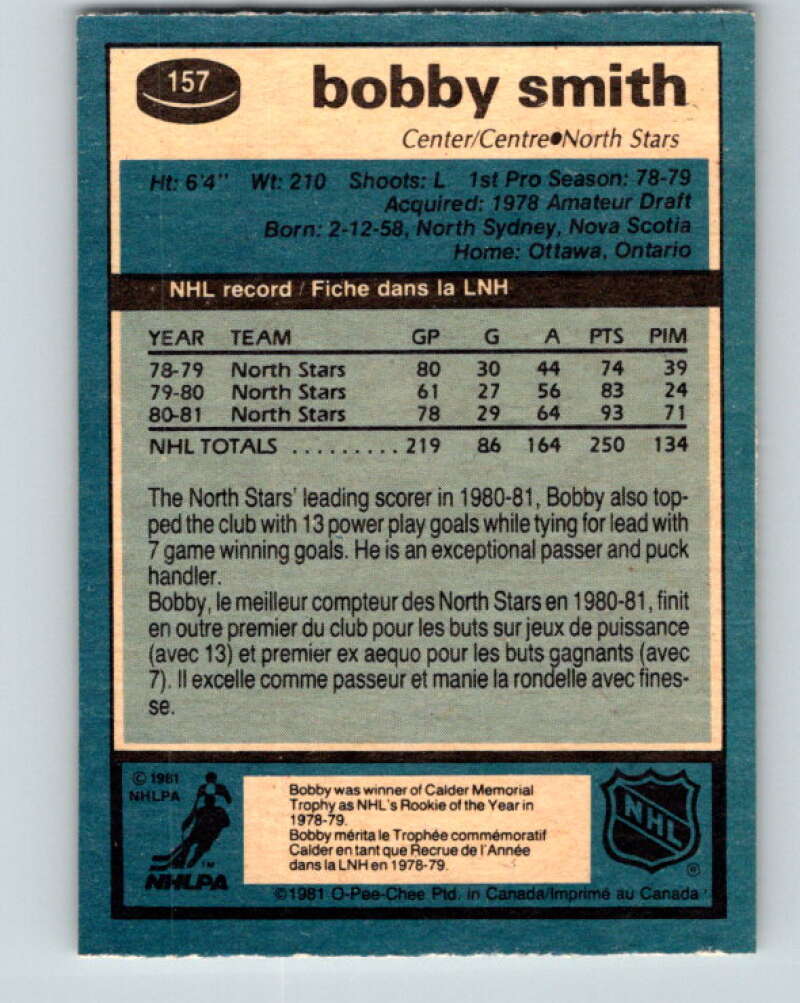 157
bobby smith
Center/Centre●North Stars
Ht: 6'4" Wt: 210 Shoots: L 1st Pro Season: 78-79
Acquired: 1978 Amateur Draft
Born: 2-12-58, North Sydney, Nova Scotia
Home: Ottawa, Ontario
NHL record / Fiche dans la LNH
YEAR TEAM GP G A PTS PIM
78-79 North Stars 80 30 44 74 39
79-80 North Stars 61 27 56 83 24
80-81 North Stars 78 29 64 93 71
NHL TOTALS ......... 219 86 164 250 134
The North Stars' leading scorer in 1980-81, Bobby also top-
ped the club with 13 power play goals while tying for lead with
7 game winning goals. He is an exceptional passer and puck
handler.
Bobby, le meilleur compteur des North Stars en 1980-81, finit
en outre premier du club pour les buts sur jeux de puissance
(avec 13) et premier ex aequo pour les buts gagnants (avec
7). Il excelle comme passeur et manie la rondelle avec fines-
se.
© 1981
NHLPA
TM
NHLPA
Bobby was winner of Calder Memorial
Trophy as NHL's Rookie of the Year in
1978-79.
Bobby mérita le Trophée commémoratif
Calder en tant que Recrue de l'Année
dans la LNH en 1978-79.
NHL
®
©1981 O-Pee-Chee Ptd. in Canada/Imprimé au Canada